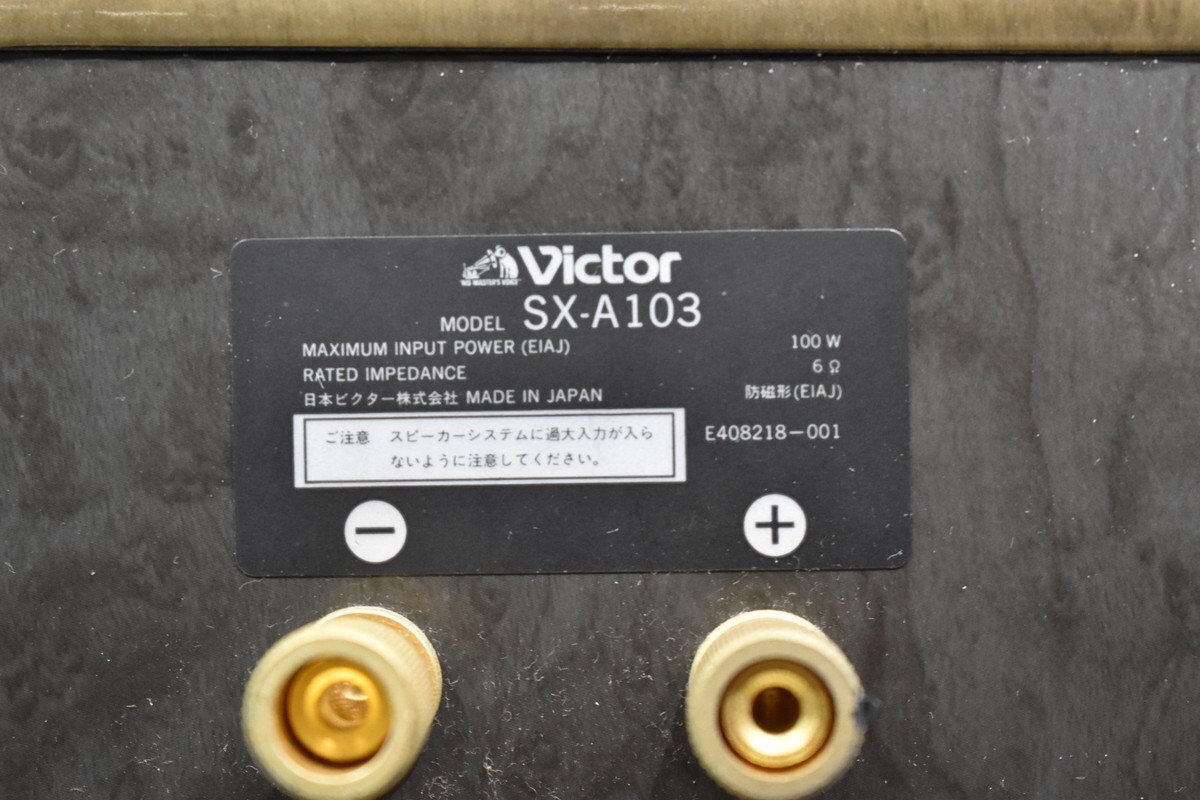 Victor
"HIS MASTER'S VOICE"
MODEL SX-A103
MAXIMUM INPUT POWER (EIAJ) 100 W
RATED IMPEDANCE 6 Ω
日本ビクター株式会社 MADE IN JAPAN 防磁形(EIAJ)
ご注意 スピーカーシステムに過大入力が入ら
ないように注意してください。
E408218-001
− +